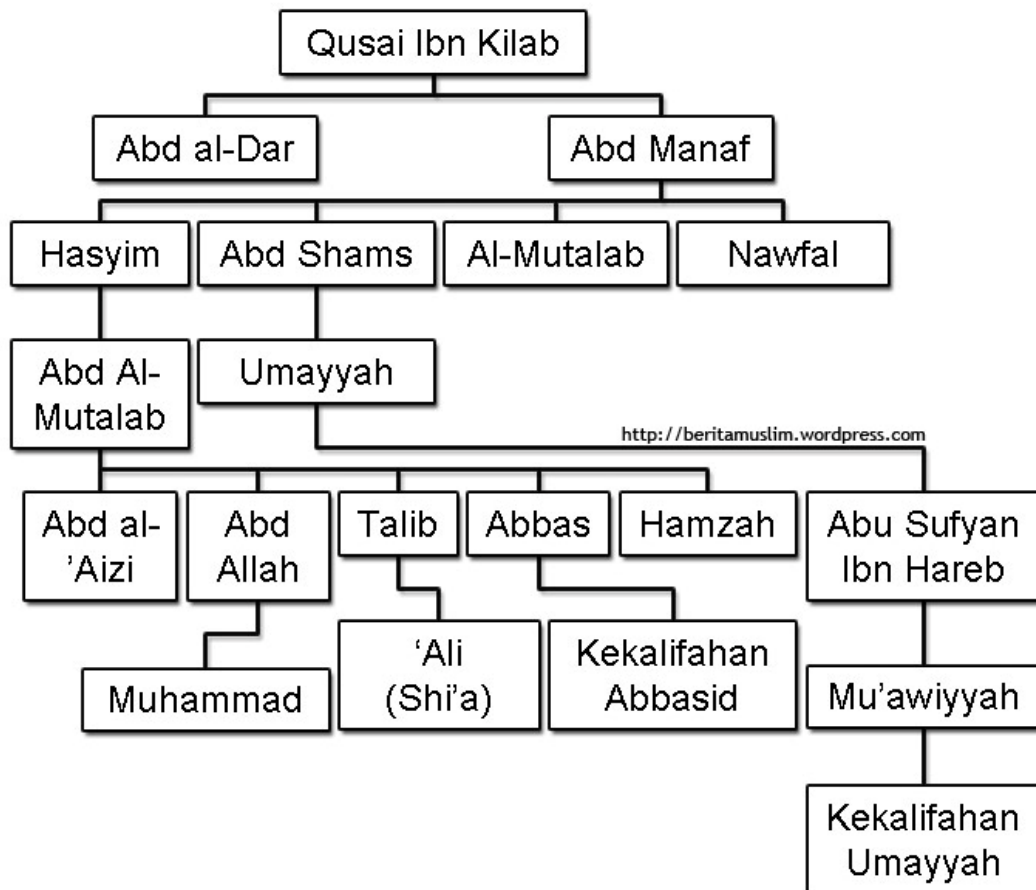 Qusai Ibn Kilab
Abd al-Dar
Abd Manaf
Hasyim
Abd Shams
Al-Mutalab
Nawfal
Abd Al-
Mutalab
Umayyah
http://beritamuslim.wordpress.com
Abd al-
’Aizi
Abd
Allah
Talib
Abbas
Hamzah
Abu Sufyan
Ibn Hareb
Muhammad
‘Ali
(Shi’a)
Kekalifahan
Abbasid
Mu’awiyyah
Kekalifahan
Umayyah